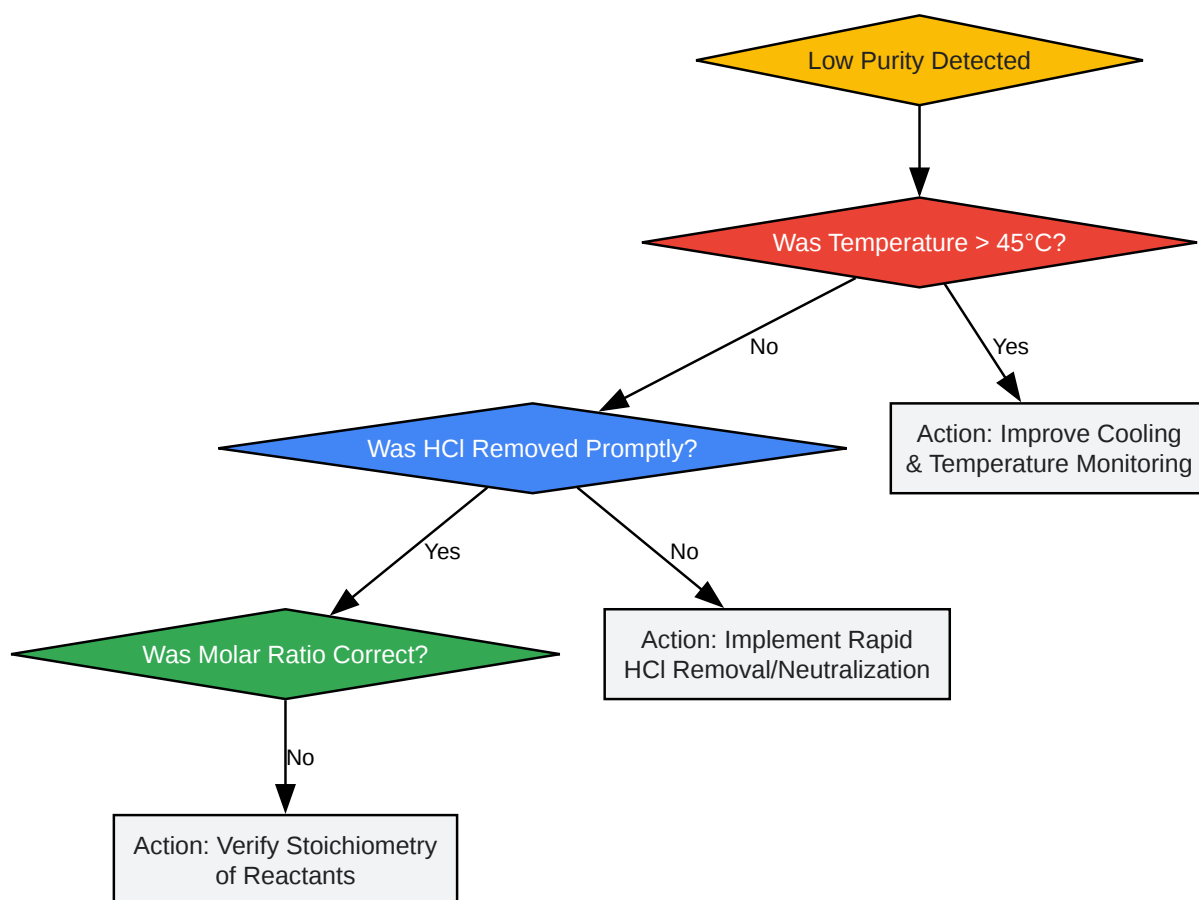 Low Purity Detected
Was Temperature > 45°C?
No
Yes
Action: Improve Cooling
& Temperature Monitoring
Was HCl Removed Promptly?
Yes
No
Action: Implement Rapid
HCl Removal/Neutralization
Was Molar Ratio Correct?
No
Action: Verify Stoichiometry
of Reactants